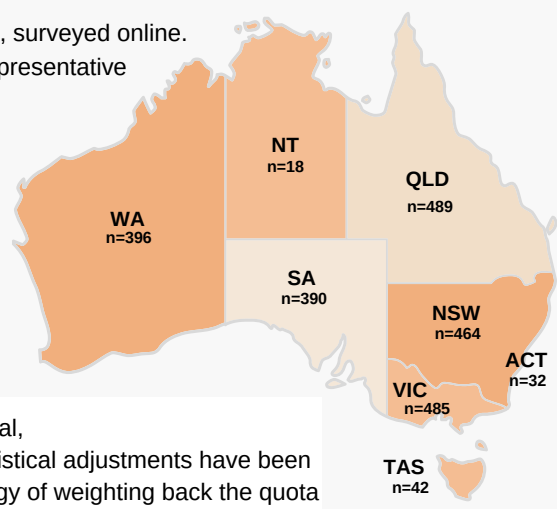 , surveyed online.
presentative
NT
n=18
QLD
n=489
WA
n=396
SA
n=390
NSW
n=464
ACT
n=32
VIC
n=485
al,
istical adjustments have been
gy of weighting back the quota
TAS
n=42